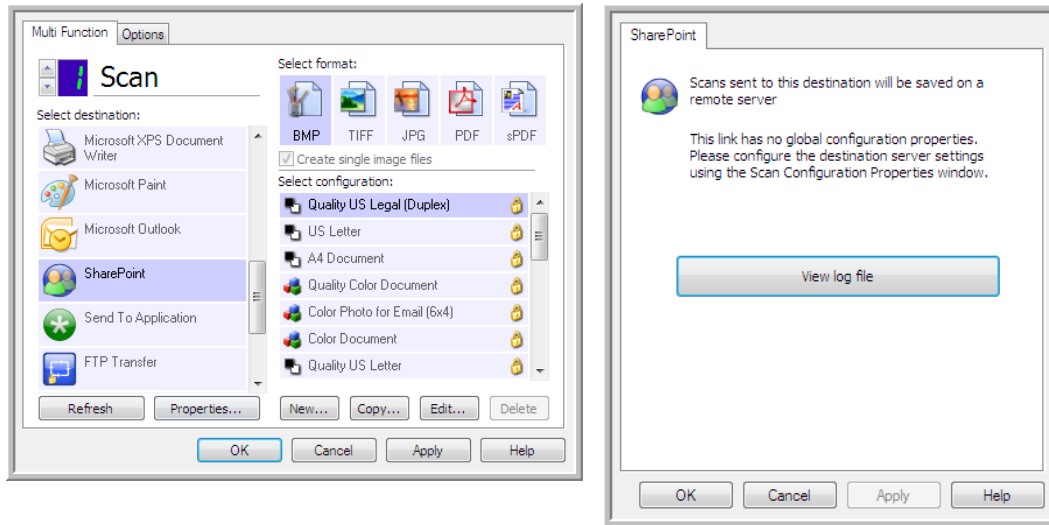 Multi Function
Options
1
Scan
Select destination:
Microsoft XPS Document
Writer
Microsoft Paint
Microsoft Outlook
SharePoint
Send To Application
FTP Transfer
Refresh
Properties...
Select format:
BMP
TIFF
JPG
PDF
sPDF
Create single image files
Select configuration:
Quality US Legal (Duplex)
US Letter
A4 Document
Quality Color Document
Color Photo for Email (6x4)
Color Document
Quality US Letter
New...
Copy...
Edit...
Delete
OK
Cancel
Apply
Help
SharePoint
Scans sent to this destination will be saved on a
remote server
This link has no global configuration properties.
Please configure the destination server settings
using the Scan Configuration Properties window.
View log file
OK
Cancel
Apply
Help